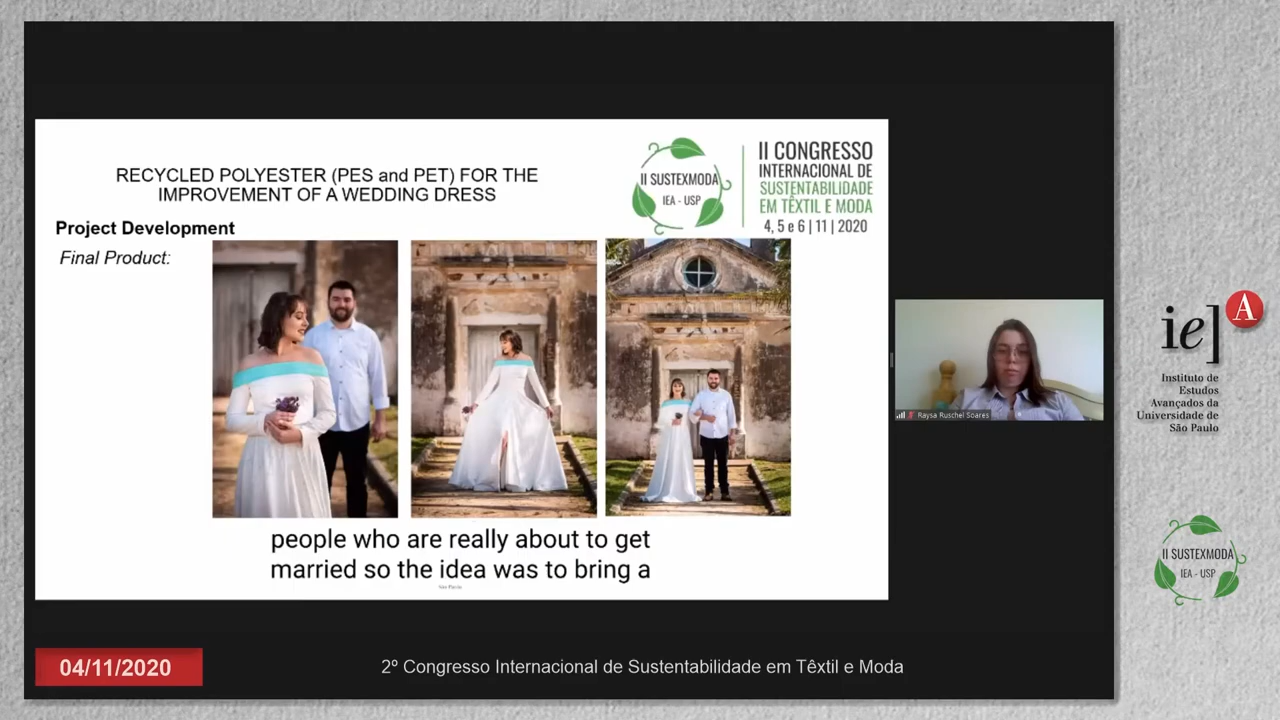 RECYCLED POLYESTER (PES and PET) FOR THE
IMPROVEMENT OF A WEDDING DRESS
II SUSTEXMODA
IEA - USP
II CONGRESSO
INTERNACIONAL DE
SUSTENTABILIDADE
EM TÊXTIL E MODA
4, 5 e 6 | 11 | 2020
Project Development
Final Product:
people who are really about to get
married so the idea was to bring a
São Paulo
Raysa Ruschel Soares
iea
Instituto de
Estudos
Avançados da
Universidade de
São Paulo
II SUSTEXMODA
IEA - USP
04/11/2020
2º Congresso Internacional de Sustentabilidade em Têxtil e Moda